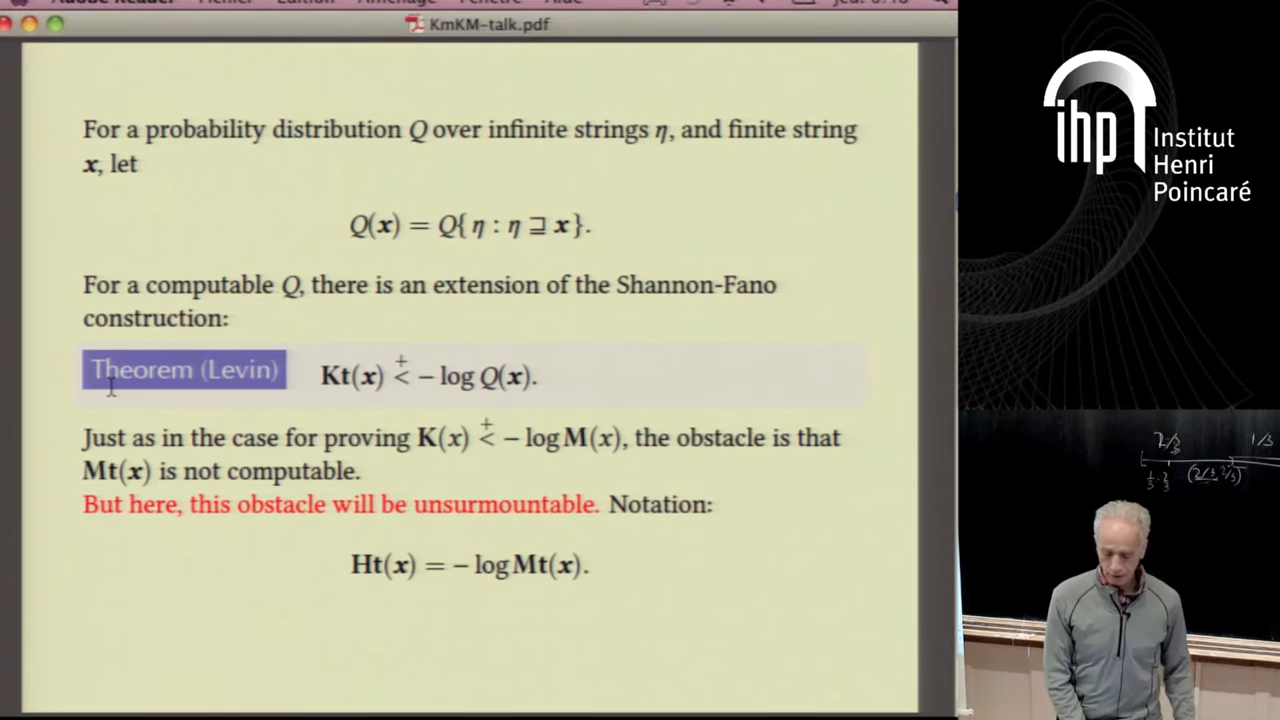 KmKM-talk.pdf
For a probability distribution Q over infinite strings η, and finite string
x, let
Q(x) = Q{ η : η ⊒ x }.
For a computable Q, there is an extension of the Shannon-Fano
construction:
Theorem (Levin) Kt(x) <⁺ − log Q(x).
Just as in the case for proving K(x) <⁺ − log M(x), the obstacle is that
Mt(x) is not computable.
But here, this obstacle will be unsurmountable. Notation:
Ht(x) = − log Mt(x).
ihp
Institut
Henri
Poincaré
2/3 1/3